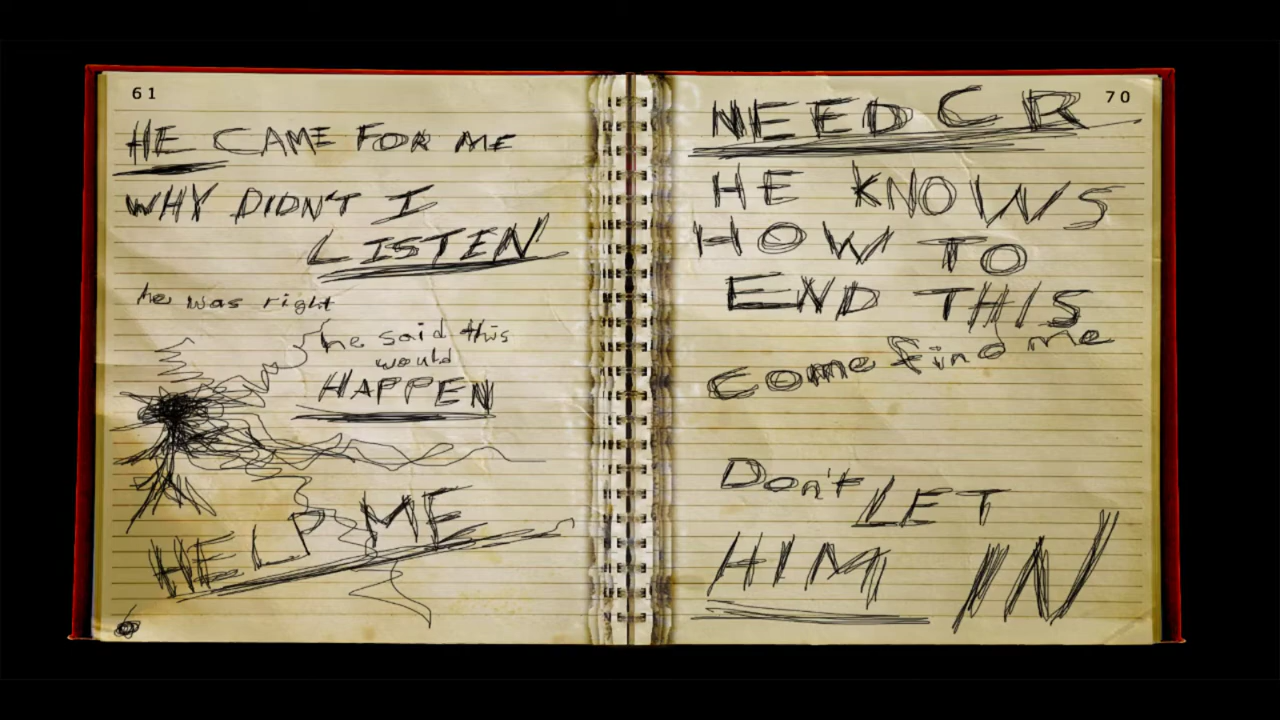 61
HE CAME FOR ME
WHY DIDN'T I
LISTEN
he was right
he said this
would
HAPPEN
HELP ME
70
NEED C R
HE KNOWS
HOW TO
END THIS
come find me
Don't LET
HIM IN